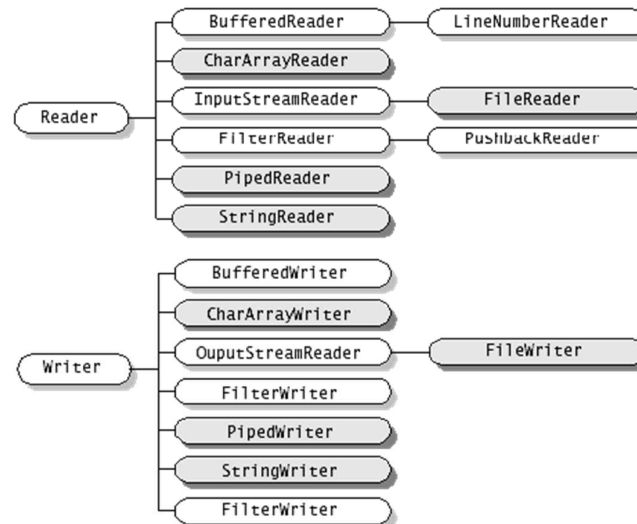 BufferedReader
LineNumberReader
CharArrayReader
InputStreamReader
FileReader
Reader
FilterReader
PushbackReader
PipedReader
StringReader
BufferedWriter
CharArrayWriter
OuputStreamReader
FileWriter
Writer
FilterWriter
PipedWriter
StringWriter
FilterWriter